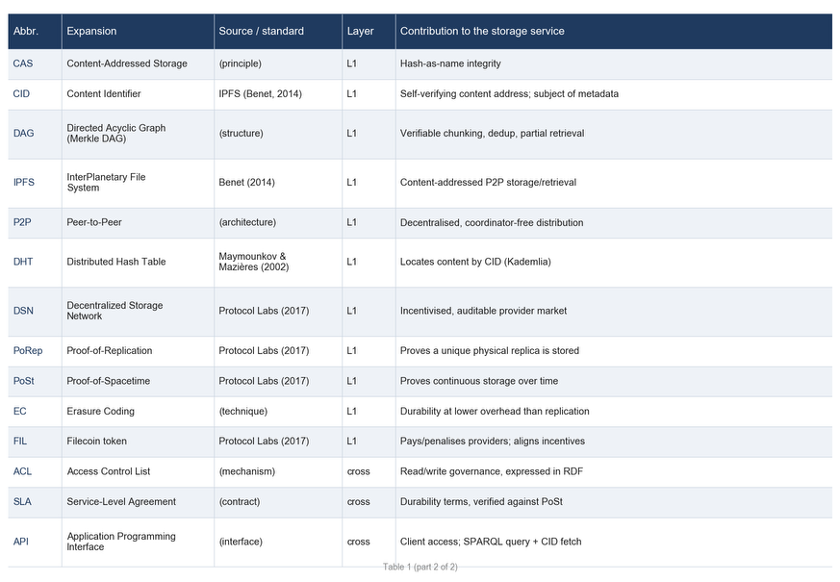 Abbr. Expansion Source / standard Layer Contribution to the storage service
CAS Content-Addressed Storage (principle) L1 Hash-as-name integrity
CID Content Identifier IPFS (Benet, 2014) L1 Self-verifying content address; subject of metadata
DAG Directed Acyclic Graph (Merkle DAG) (structure) L1 Verifiable chunking, dedup, partial retrieval
IPFS InterPlanetary File System Benet (2014) L1 Content-addressed P2P storage/retrieval
P2P Peer-to-Peer (architecture) L1 Decentralised, coordinator-free distribution
DHT Distributed Hash Table Maymounkov & Mazières (2002) L1 Locates content by CID (Kademlia)
DSN Decentralized Storage Network Protocol Labs (2017) L1 Incentivised, auditable provider market
PoRep Proof-of-Replication Protocol Labs (2017) L1 Proves a unique physical replica is stored
PoSt Proof-of-Spacetime Protocol Labs (2017) L1 Proves continuous storage over time
EC Erasure Coding (technique) L1 Durability at lower overhead than replication
FIL Filecoin token Protocol Labs (2017) L1 Pays/penalises providers; aligns incentives
ACL Access Control List (mechanism) cross Read/write governance, expressed in RDF
SLA Service-Level Agreement (contract) cross Durability terms, verified against PoSt
API Application Programming Interface (interface) cross Client access; SPARQL query + CID fetch
Table 1 (part 2 of 2)